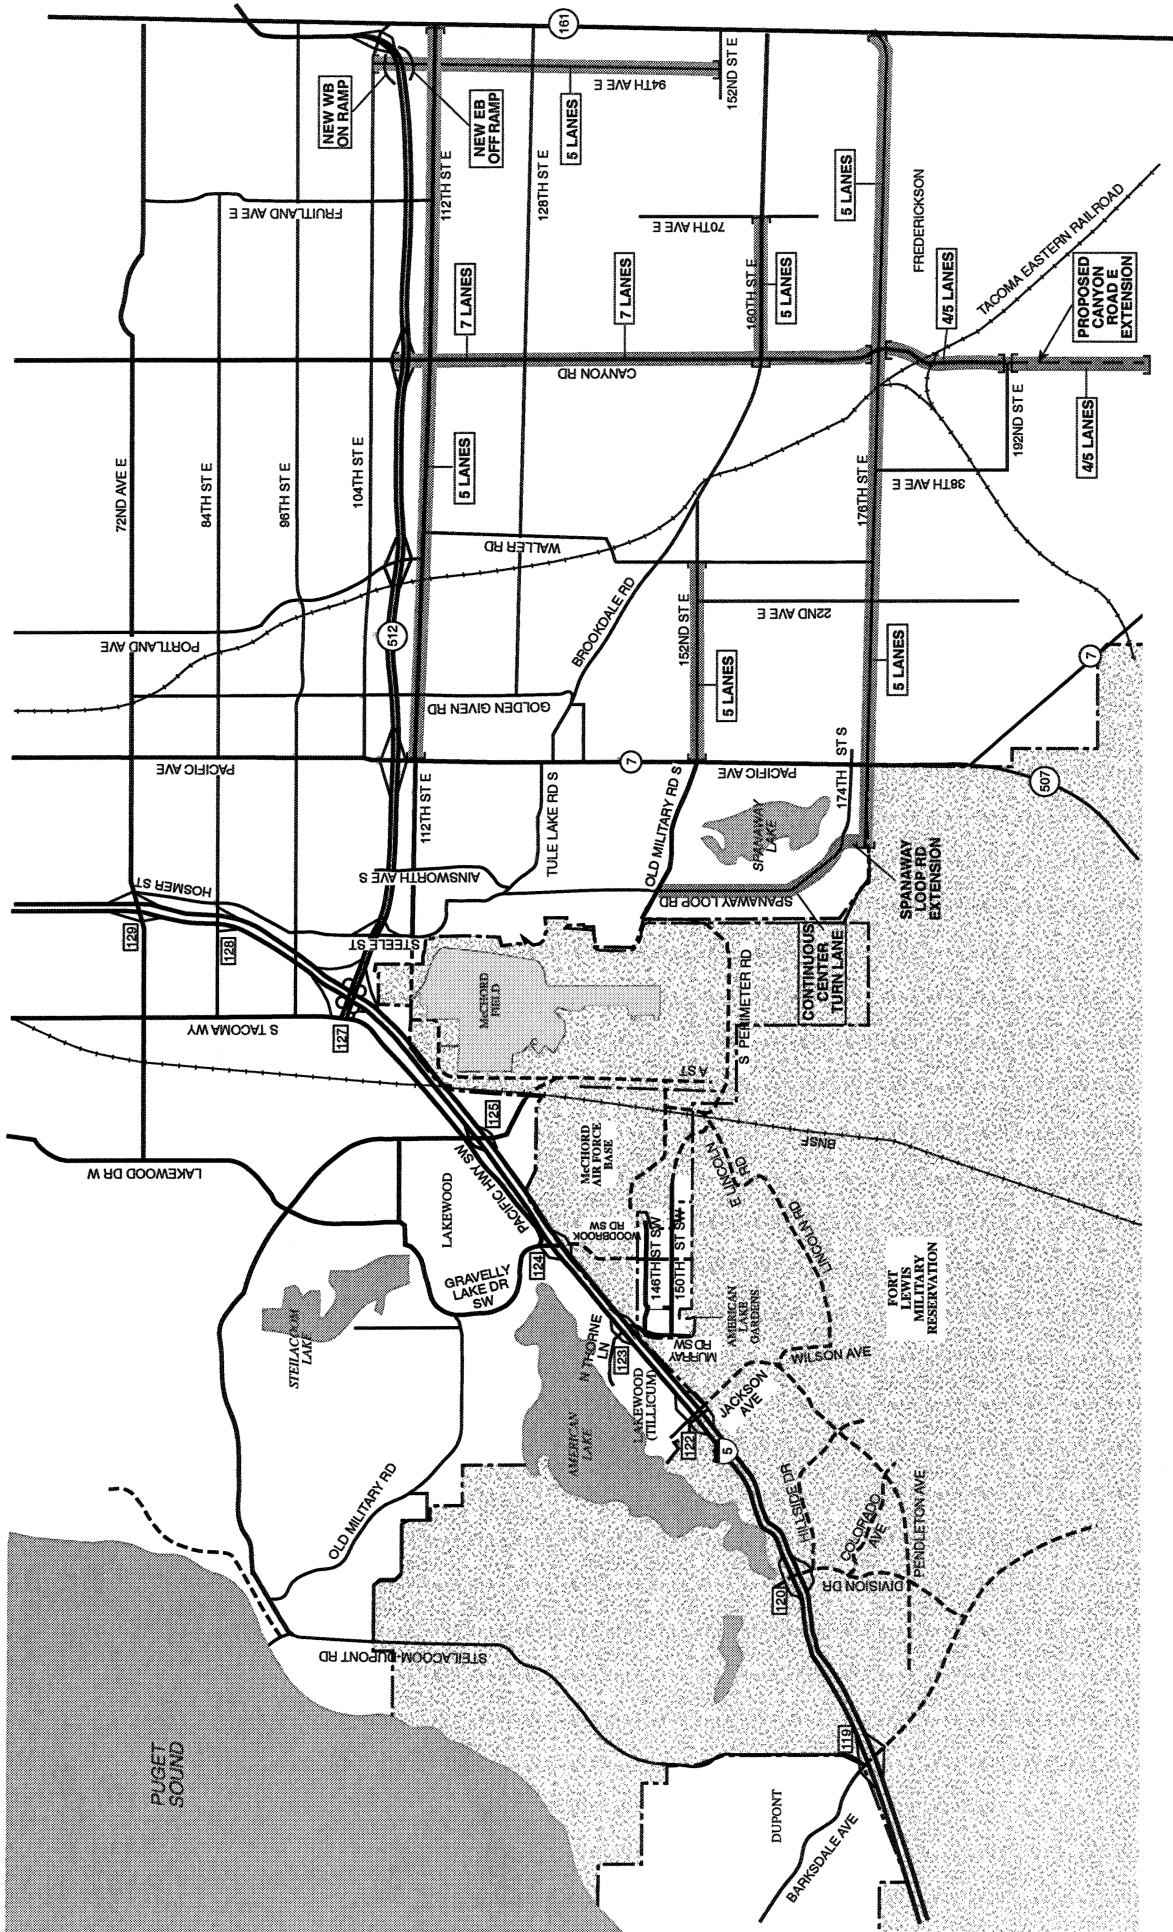 PUGET
SOUND
STEILACOOM-DUPONT RD
OLD MILITARY RD
DUPONT
BARKSDALE AVE
119
120
DIVISION DR
COLORADO
AVE
PENDLETON AVE
HILLSIDE DR
5
122
JACKSON
AVE
WILSON AVE
LAKEWOOD
(TILLICUM)
AMERICAN
LAKE
N THORNE
LN
123
MURRAY
RD SW
AMERICAN
LAKE
GARDENS
146TH ST SW
150TH ST SW
WOODBROOK
RD SW
STEILACOOM
LAKE
GRAVELLY
LAKE DR
SW
124
LAKEWOOD
PACIFIC HWY SW
125
LAKEWOOD DR W
McCHORD
AIR FORCE
BASE
E LINCOLN
RD
LINCOLN RD
FORT
LEWIS
MILITARY
RESERVATION
BNSF
A ST
S PERIMETER RD
McCHORD
FIELD
S TACOMA WY
127
128
129
HOSMER ST
STEELE ST
AINSWORTH AVE S
CONTINUOUS
CENTER
TURN LANE
SPANAWAY LOOP RD
SPANAWAY
LOOP RD
EXTENSION
SPANAWAY
LAKE
OLD MILITARY RD S
TULE LAKE RD S
174TH ST S
112TH ST E
PACIFIC AVE
7
PACIFIC AVE
507
7
GOLDEN GIVEN RD
PORTLAND AVE
512
BROOKDALE RD
152ND ST E
5 LANES
22ND AVE E
5 LANES
WALLER RD
72ND AVE E
84TH ST E
96TH ST E
104TH ST E
5 LANES
176TH ST E
38TH AVE E
192ND ST E
4/5 LANES
PROPOSED
CANYON
ROAD E
EXTENSION
4/5 LANES
TACOMA EASTERN RAILROAD
FREDERICKSON
CANYON RD
7 LANES
7 LANES
160TH ST E
5 LANES
70TH AVE E
5 LANES
FRUITLAND AVE E
112TH ST E
128TH ST E
NEW WB
ON RAMP
NEW EB
OFF RAMP
5 LANES
94TH AVE E
152ND ST E
161